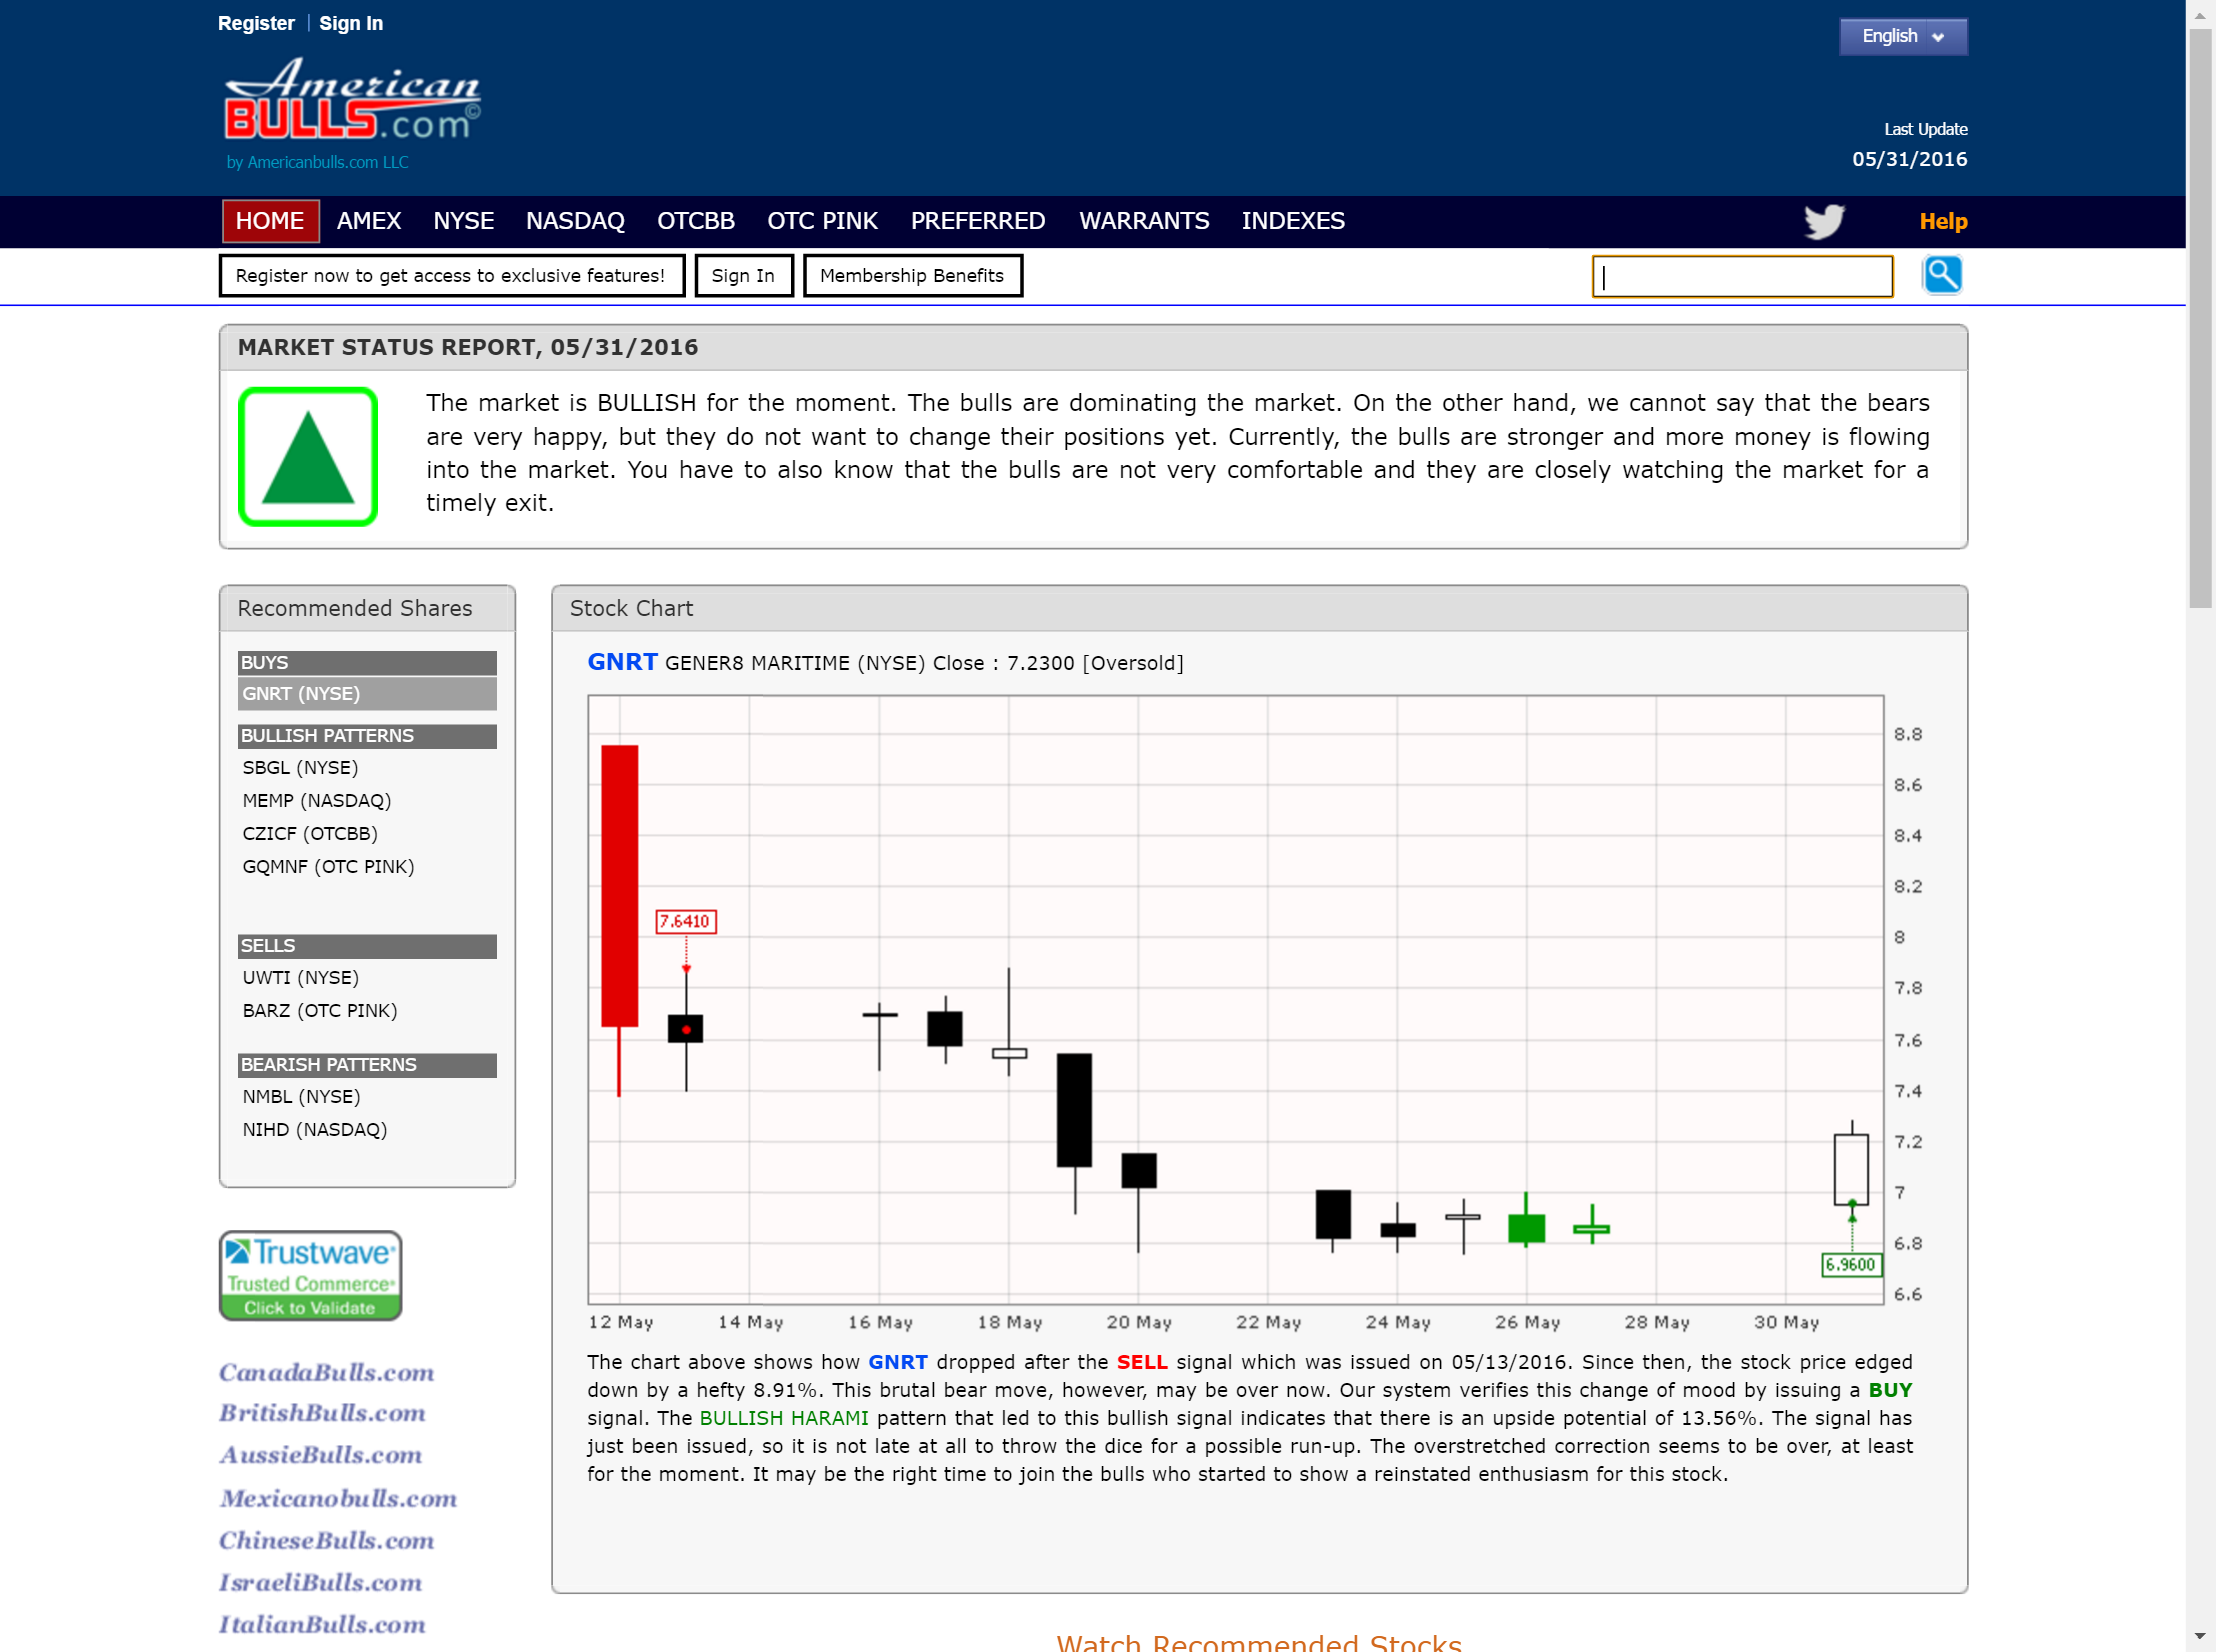 Register | Sign In
English
American
BULLS.com©
by Americanbulls.com LLC
Last Update
05/31/2016
HOME AMEX NYSE NASDAQ OTCBB OTC PINK PREFERRED WARRANTS INDEXES
Help
Register now to get access to exclusive features!
Sign In
Membership Benefits
MARKET STATUS REPORT, 05/31/2016
The market is BULLISH for the moment. The bulls are dominating the market. On the other hand, we cannot say that the bears
are very happy, but they do not want to change their positions yet. Currently, the bulls are stronger and more money is flowing
into the market. You have to also know that the bulls are not very comfortable and they are closely watching the market for a
timely exit.
Recommended Shares
BUYS
GNRT (NYSE)
BULLISH PATTERNS
SBGL (NYSE)
MEMP (NASDAQ)
CZICF (OTCBB)
GQMNF (OTC PINK)
SELLS
UWTI (NYSE)
BARZ (OTC PINK)
BEARISH PATTERNS
NMBL (NYSE)
NIHD (NASDAQ)
Trustwave
Trusted Commerce
Click to Validate
CanadaBulls.com
BritishBulls.com
AussieBulls.com
Mexicanobulls.com
ChineseBulls.com
IsraeliBulls.com
ItalianBulls.com
Stock Chart
GNRT GENER8 MARITIME (NYSE) Close : 7.2300 [Oversold]
8.8
8.6
8.4
8.2
8
7.8
7.6
7.4
7.2
7
6.8
6.6
7.6410
6.9600
12 May 14 May 16 May 18 May 20 May 22 May 24 May 26 May 28 May 30 May
The chart above shows how GNRT dropped after the SELL signal which was issued on 05/13/2016. Since then, the stock price edged
down by a hefty 8.91%. This brutal bear move, however, may be over now. Our system verifies this change of mood by issuing a BUY
signal. The BULLISH HARAMI pattern that led to this bullish signal indicates that there is an upside potential of 13.56%. The signal has
just been issued, so it is not late at all to throw the dice for a possible run-up. The overstretched correction seems to be over, at least
for the moment. It may be the right time to join the bulls who started to show a reinstated enthusiasm for this stock.
Watch Recommended Stocks